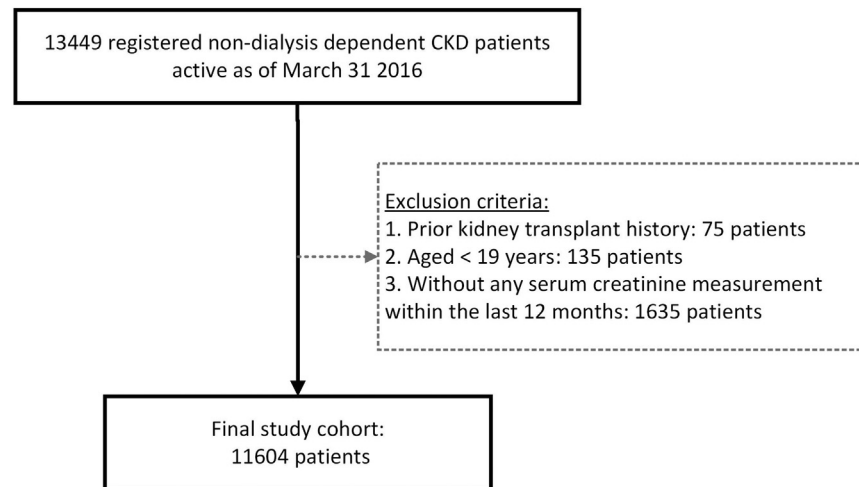 13449 registered non-dialysis dependent CKD patients
active as of March 31 2016
Exclusion criteria:
1. Prior kidney transplant history: 75 patients
2. Aged < 19 years: 135 patients
3. Without any serum creatinine measurement
within the last 12 months: 1635 patients
Final study cohort:
11604 patients